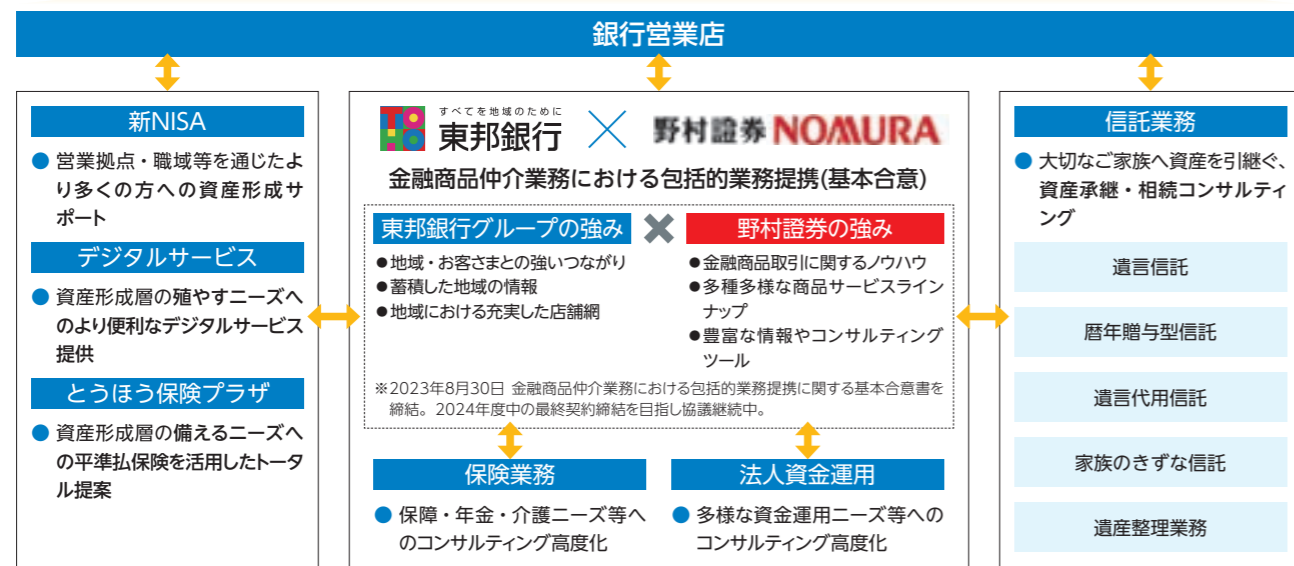 銀行営業店
新NISA
● 営業拠点・職域等を通じたよ
り多くの方への資産形成サ
ポート
デジタルサービス
● 資産形成層の殖やすニーズへ
のより便利なデジタルサービス
提供
とうほう保険プラザ
● 資産形成層の備えるニーズへ
の平準払保険を活用したトータ
ル提案
TOHO
すべてを地域のために
東邦銀行 × 野村證券 NOMURA
金融商品仲介業務における包括的業務提携(基本合意)
東邦銀行グループの強み × 野村證券の強み
●地域・お客さまとの強いつながり
●蓄積した地域の情報
●地域における充実した店舗網
●金融商品取引に関するノウハウ
●多種多様な商品サービスライン
ナップ
●豊富な情報やコンサルティング
ツール
※2023年8月30日 金融商品仲介業務における包括的業務提携に関する基本合意書を
締結。2024年度中の最終契約締結を目指し協議継続中。
保険業務
● 保障・年金・介護ニーズ等へ
のコンサルティング高度化
法人資金運用
● 多様な資金運用ニーズ等への
コンサルティング高度化
信託業務
● 大切なご家族へ資産を引継ぐ、
資産承継・相続コンサルティ
ング
遺言信託
暦年贈与型信託
遺言代用信託
家族のきずな信託
遺産整理業務